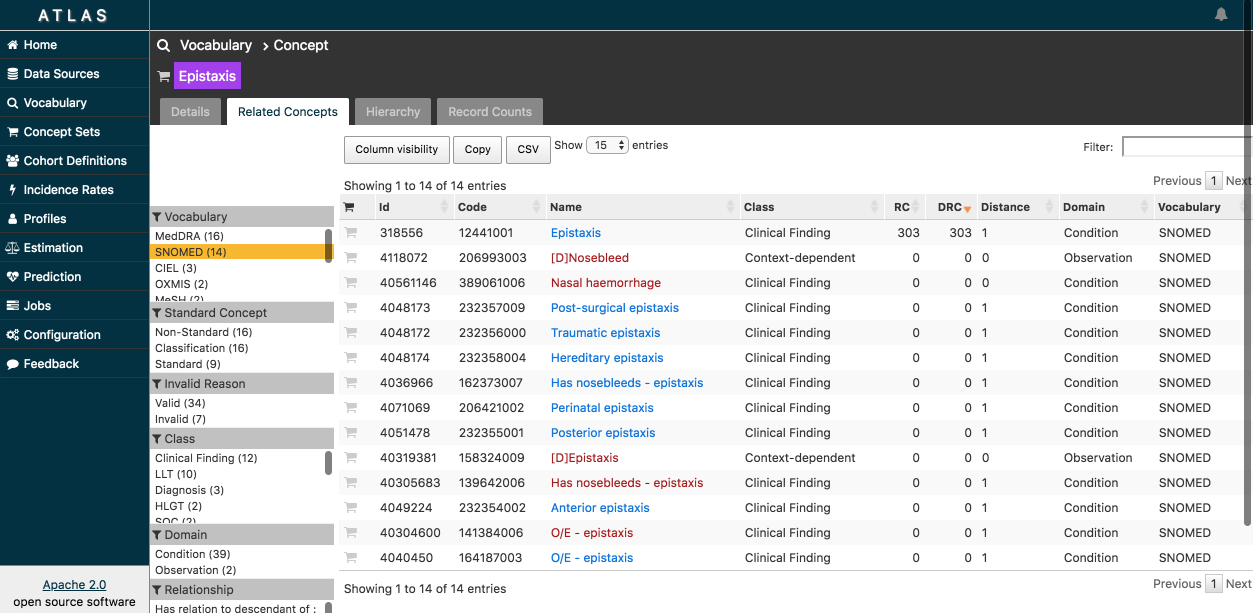 ATLAS
Home
Data Sources
Vocabulary
Concept Sets
Cohort Definitions
Incidence Rates
Profiles
Estimation
Prediction
Jobs
Configuration
Feedback
Apache 2.0
open source software
Vocabulary > Concept
Epistaxis
Details Related Concepts Hierarchy Record Counts
Column visibility Copy CSV Show 15 entries Filter:
Showing 1 to 14 of 14 entries
Previous 1 Next
Vocabulary
MedDRA (16)
SNOMED (14)
CIEL (3)
OXMIS (2)
MeSH (2)
Standard Concept
Non-Standard (16)
Classification (16)
Standard (9)
Invalid Reason
Valid (34)
Invalid (7)
Class
Clinical Finding (12)
LLT (10)
Diagnosis (3)
HLGT (2)
SOC (2)
Domain
Condition (39)
Observation (2)
Relationship
Has relation to descendant of :
Id Code Name Class RC DRC Distance Domain Vocabulary
318556 12441001 Epistaxis Clinical Finding 303 303 1 Condition SNOMED
4118072 206993003 [D]Nosebleed Context-dependent 0 0 0 Observation SNOMED
40561146 389061006 Nasal haemorrhage Clinical Finding 0 0 0 Condition SNOMED
4048173 232357009 Post-surgical epistaxis Clinical Finding 0 0 1 Condition SNOMED
4048172 232356000 Traumatic epistaxis Clinical Finding 0 0 1 Condition SNOMED
4048174 232358004 Hereditary epistaxis Clinical Finding 0 0 1 Condition SNOMED
4036966 162373007 Has nosebleeds - epistaxis Clinical Finding 0 0 1 Condition SNOMED
4071069 206421002 Perinatal epistaxis Clinical Finding 0 0 1 Condition SNOMED
4051478 232355001 Posterior epistaxis Clinical Finding 0 0 1 Condition SNOMED
40319381 158324009 [D]Epistaxis Context-dependent 0 0 0 Observation SNOMED
40305683 139642006 Has nosebleeds - epistaxis Clinical Finding 0 0 1 Condition SNOMED
4049224 232354002 Anterior epistaxis Clinical Finding 0 0 1 Condition SNOMED
40304600 141384006 O/E - epistaxis Clinical Finding 0 0 1 Condition SNOMED
4040450 164187003 O/E - epistaxis Clinical Finding 0 0 1 Condition SNOMED
Showing 1 to 14 of 14 entries
Previous 1 Next